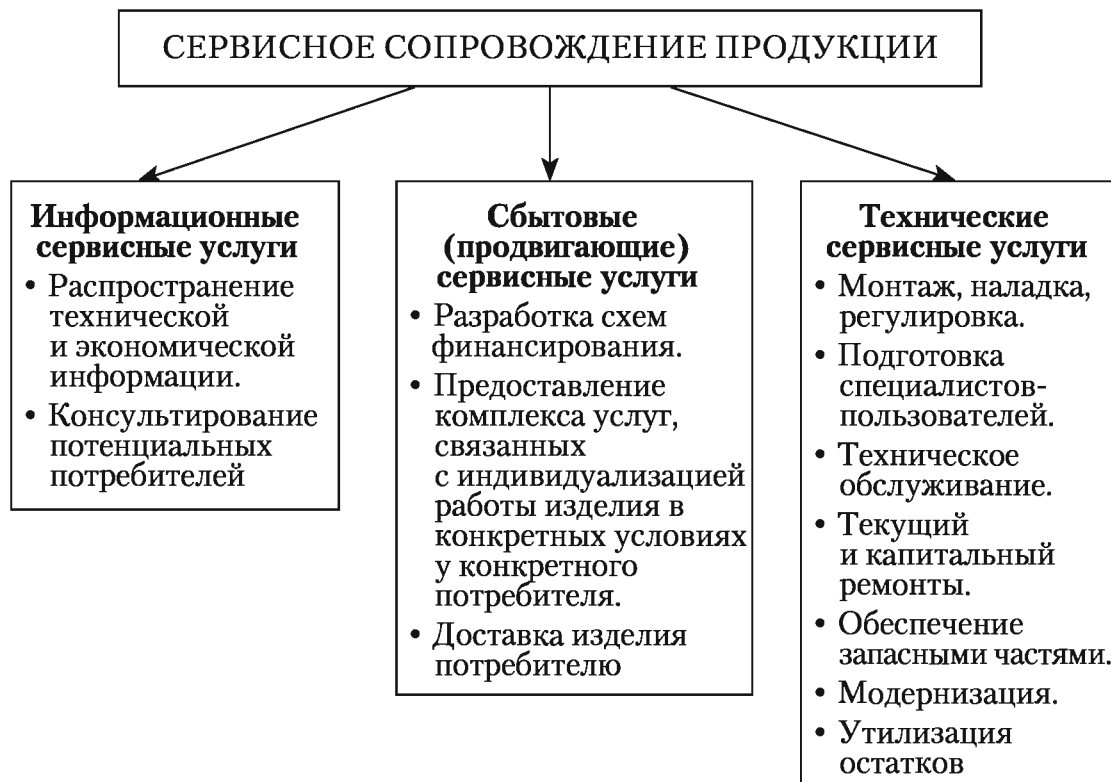 СЕРВИСНОЕ СОПРОВОЖДЕНИЕ ПРОДУКЦИИ
Информационные
сервисные услуги
• Распространение
технической
и экономической
информации.
• Консультирование
потенциальных
потребителей
Сбытовые
(продвигающие)
сервисные услуги
• Разработка схем
финансирования.
• Предоставление
комплекса услуг,
связанных
с индивидуализацией
работы изделия в
конкретных условиях
у конкретного
потребителя.
• Доставка изделия
потребителю
Технические
сервисные услуги
• Монтаж, наладка,
регулировка.
• Подготовка
специалистов-
пользователей.
• Техническое
обслуживание.
• Текущий
и капитальный
ремонты.
• Обеспечение
запасными частями.
• Модернизация.
• Утилизация
остатков